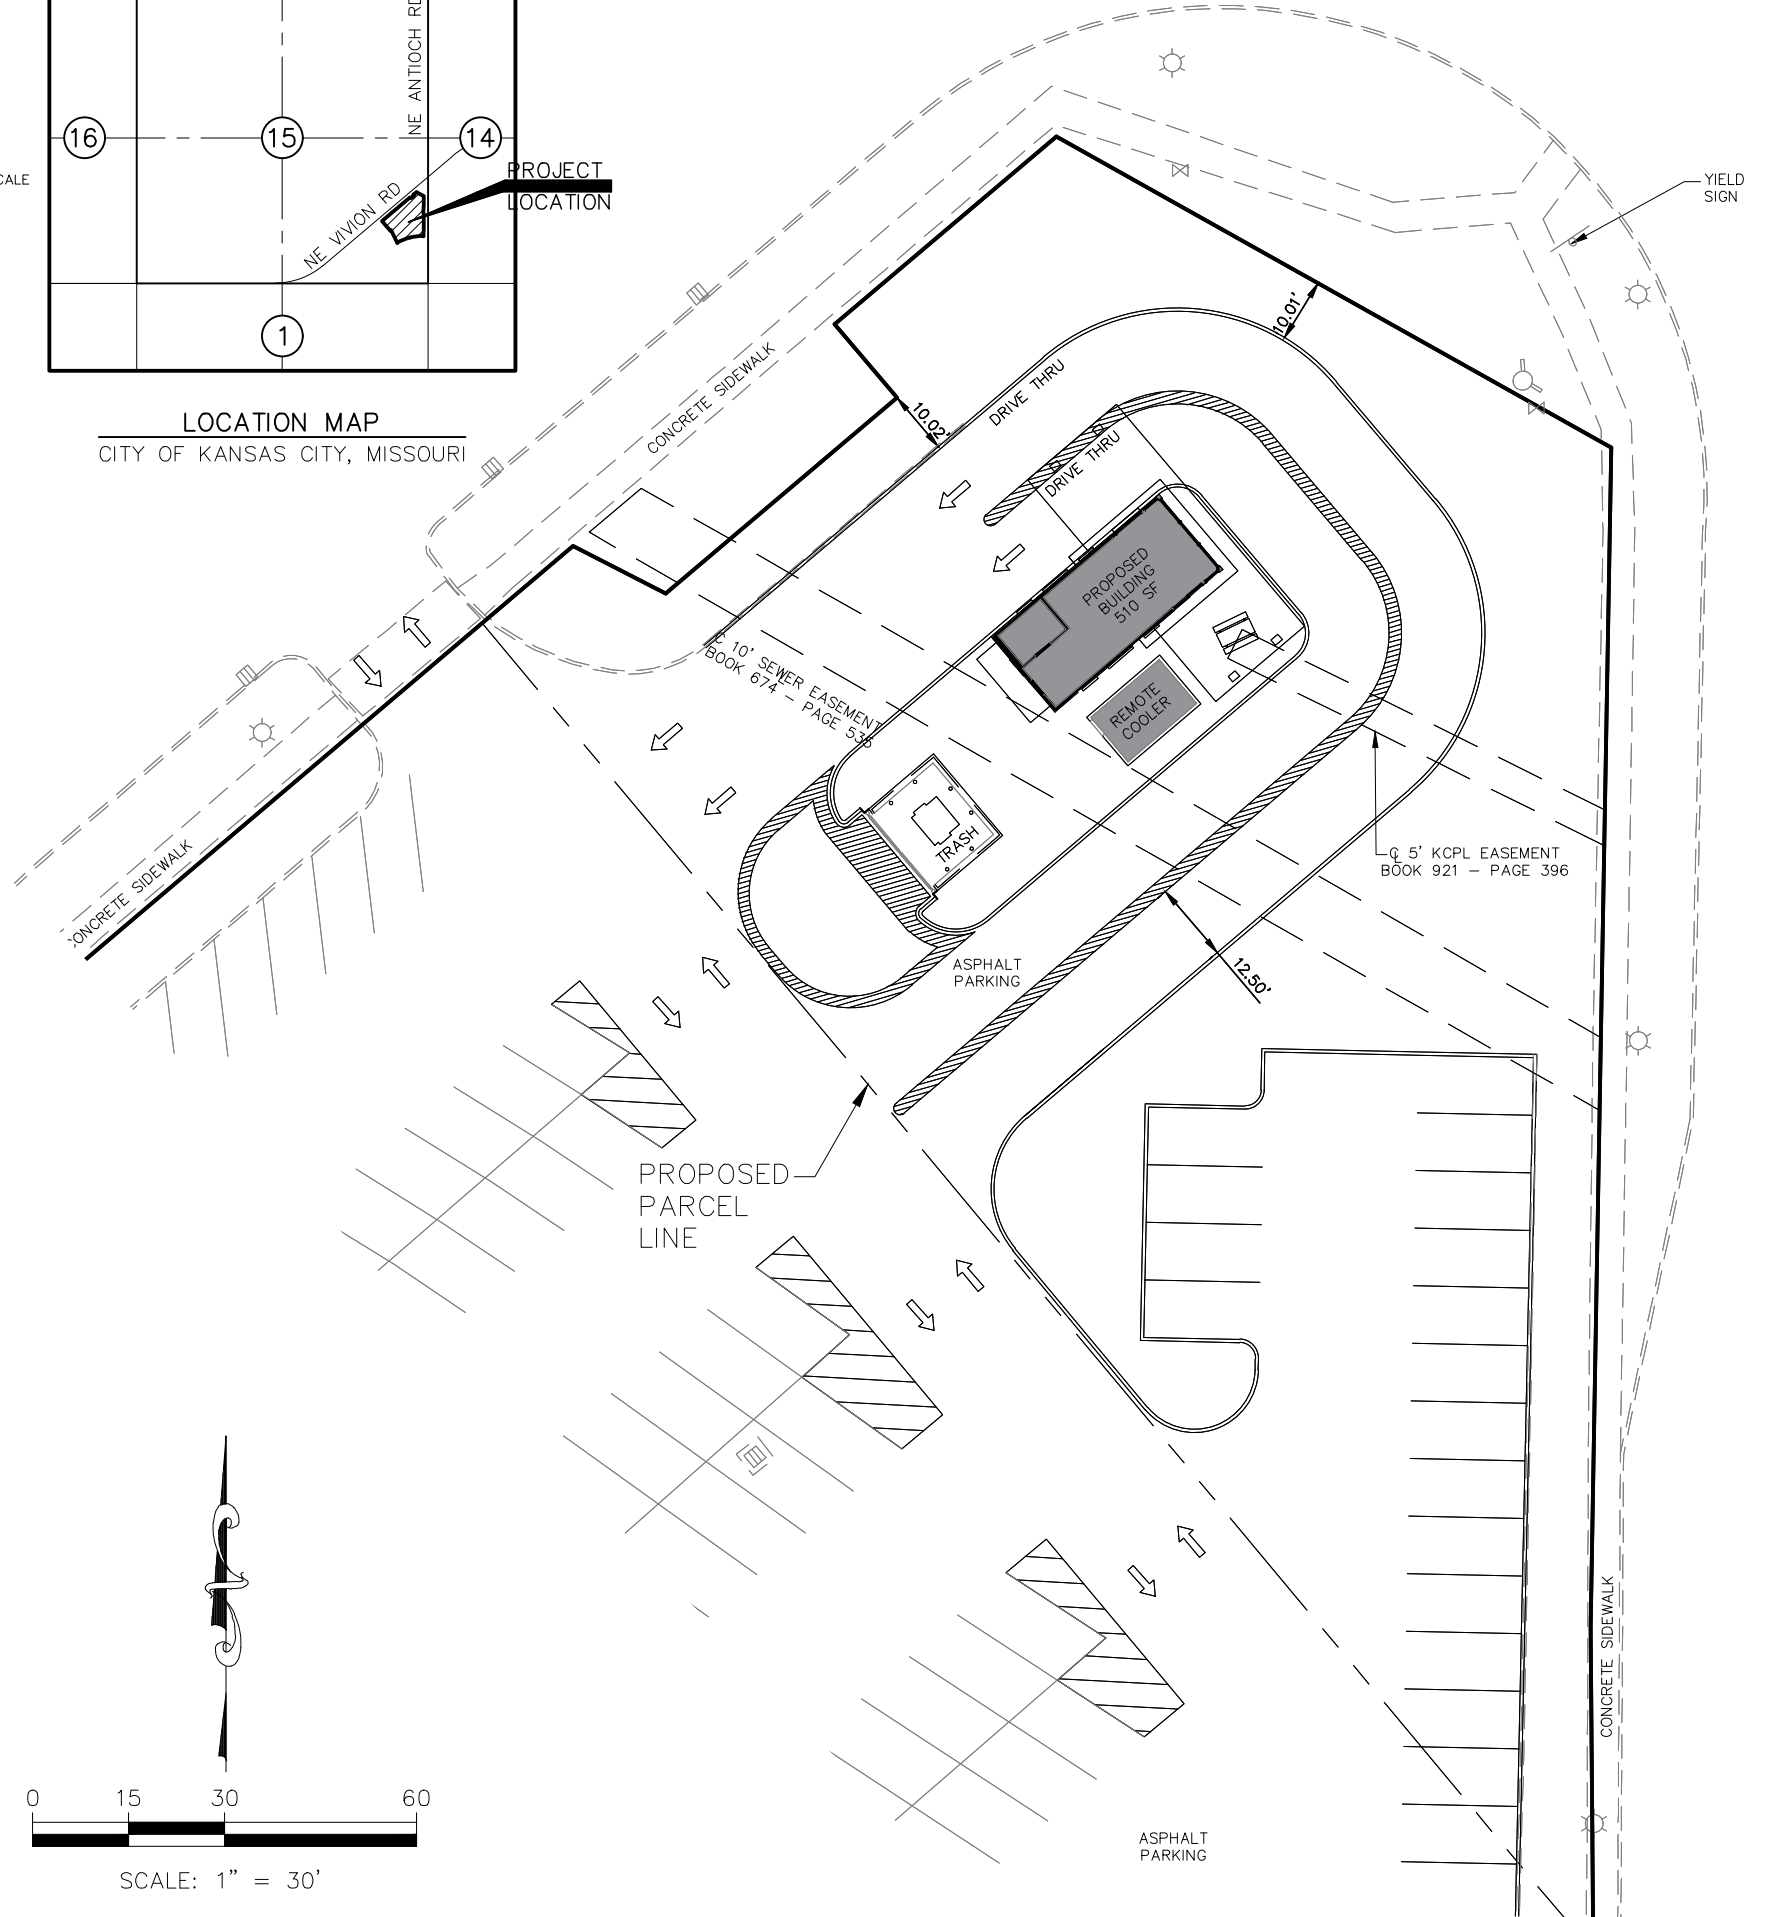 NE ANTIOCH RD
16
15
14
CALE
PROJECT
LOCATION
NE VIVION RD
1
LOCATION MAP
CITY OF KANSAS CITY, MISSOURI
YIELD
SIGN
10.01'
CONCRETE SIDEWALK
10.02'
DRIVE THRU
DRIVE THRU
PROPOSED
BUILDING
510 SF
REMOTE
COOLER
℄ 10' SEWER EASEMENT
BOOK 674 – PAGE 535
TRASH
℄ 5' KCPL EASEMENT
BOOK 921 – PAGE 396
CONCRETE SIDEWALK
ASPHALT
PARKING
12.50'
PROPOSED
PARCEL
LINE
CONCRETE SIDEWALK
0 15 30 60
SCALE: 1" = 30'
ASPHALT
PARKING